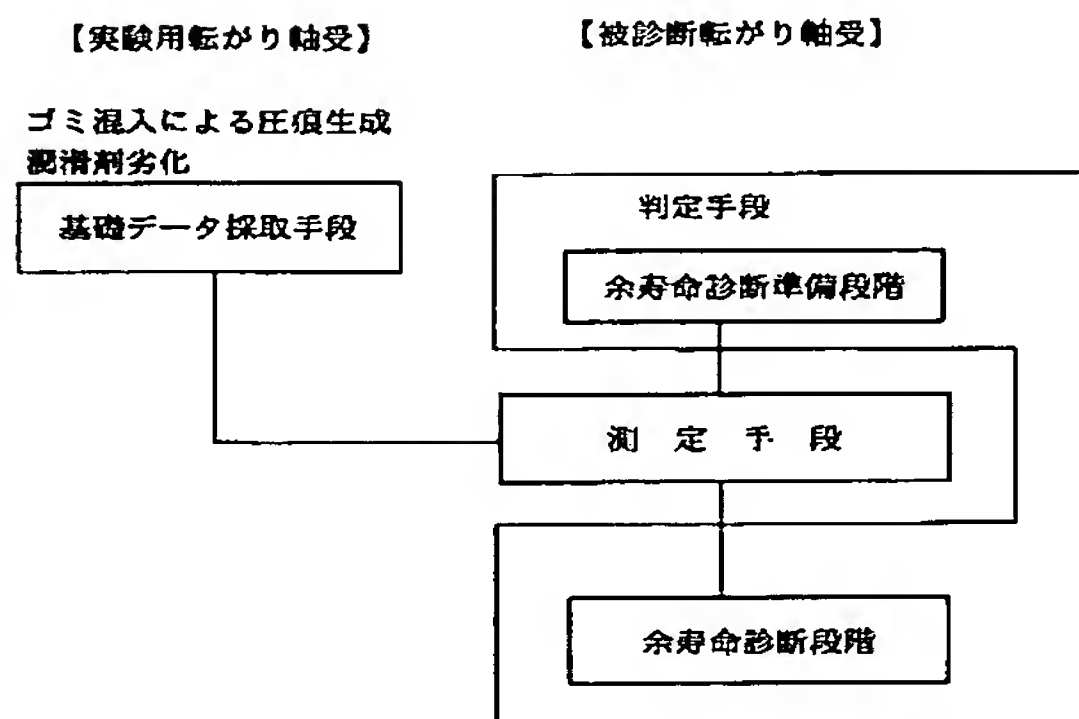 【実験用転がり軸受】
【被診断転がり軸受】
ゴミ混入による圧痕生成
潤滑剤劣化
基礎データ採取手段
判定手段
余寿命診断準備段階
測定手段
余寿命診断段階